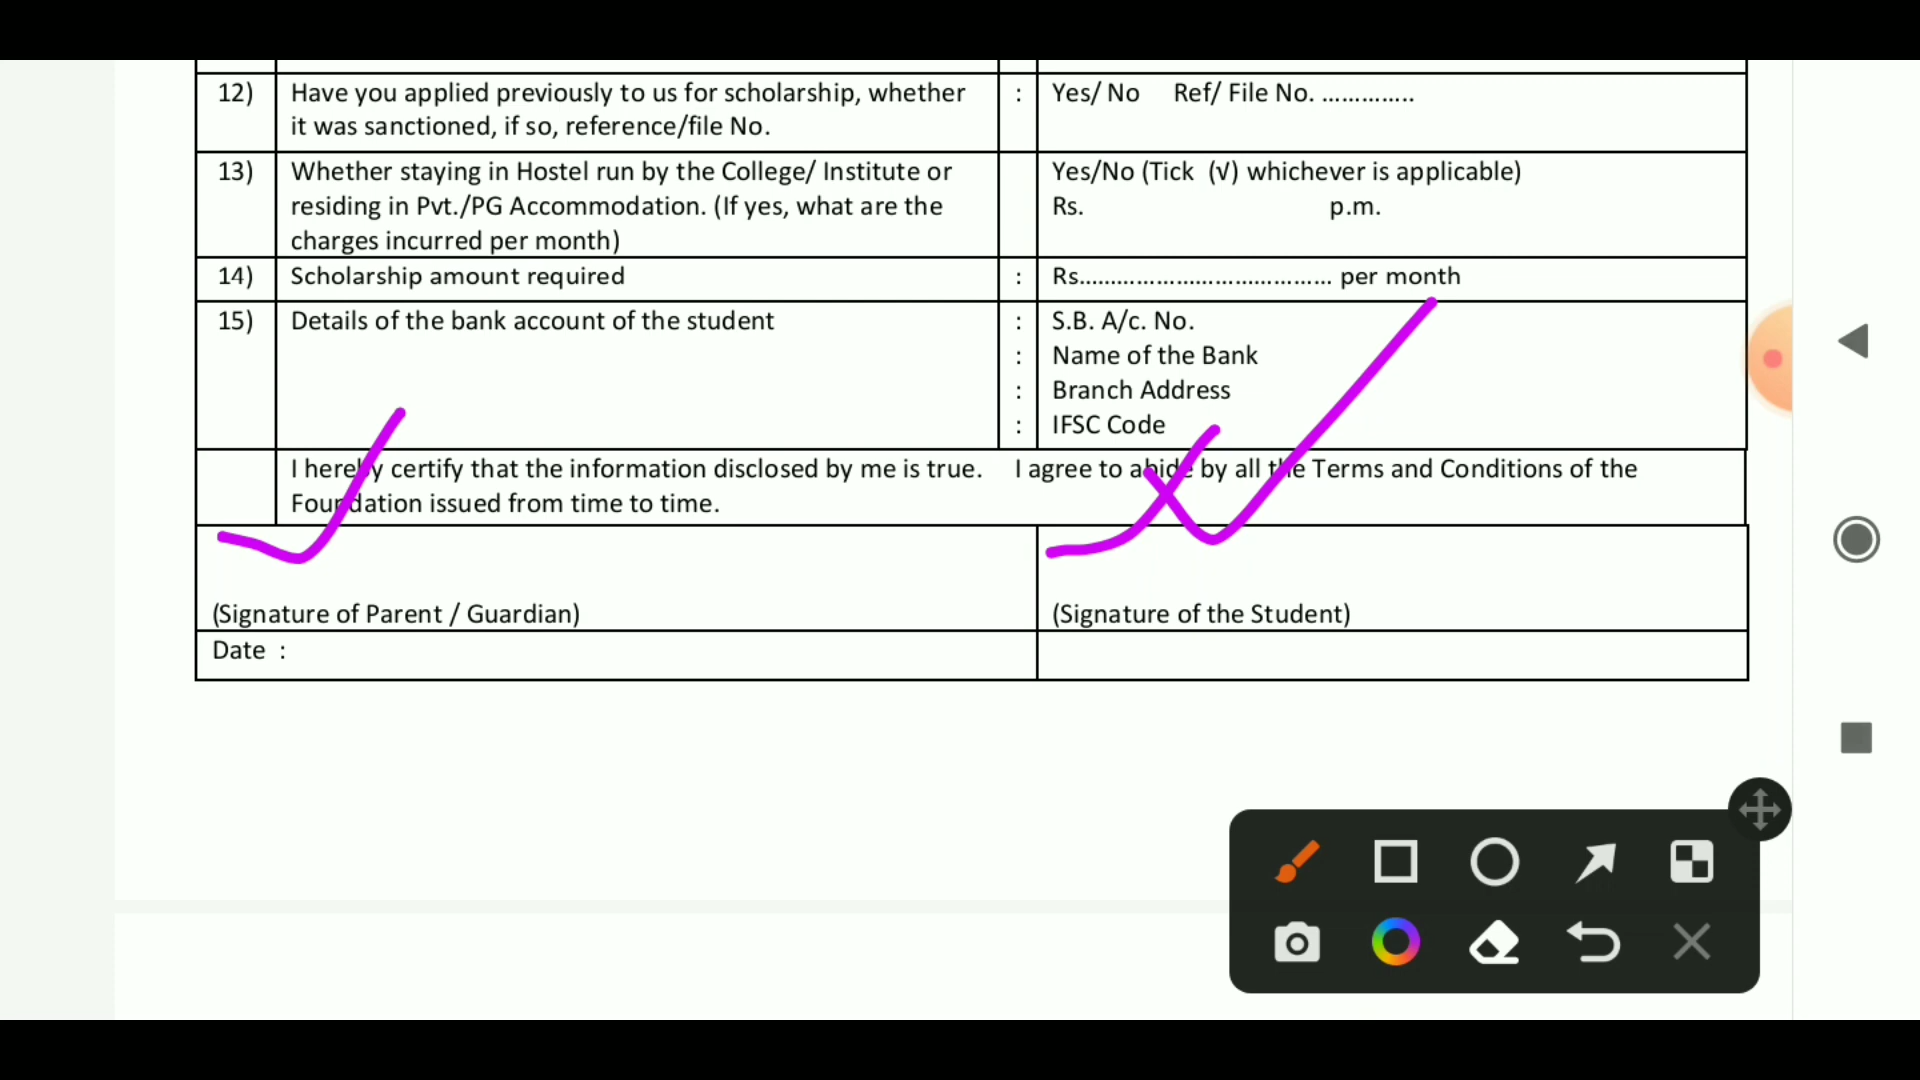 12) Have you applied previously to us for scholarship, whether : Yes/ No Ref/ File No. ..............
it was sanctioned, if so, reference/file No.
13) Whether staying in Hostel run by the College/ Institute or Yes/No (Tick (√) whichever is applicable)
residing in Pvt./PG Accommodation. (If yes, what are the Rs. p.m.
charges incurred per month)
14) Scholarship amount required : Rs...................................... per month
15) Details of the bank account of the student : S.B. A/c. No.
: Name of the Bank
: Branch Address
: IFSC Code
I hereby certify that the information disclosed by me is true. I agree to abide by all the Terms and Conditions of the
Foundation issued from time to time.
(Signature of Parent / Guardian) (Signature of the Student)
Date :